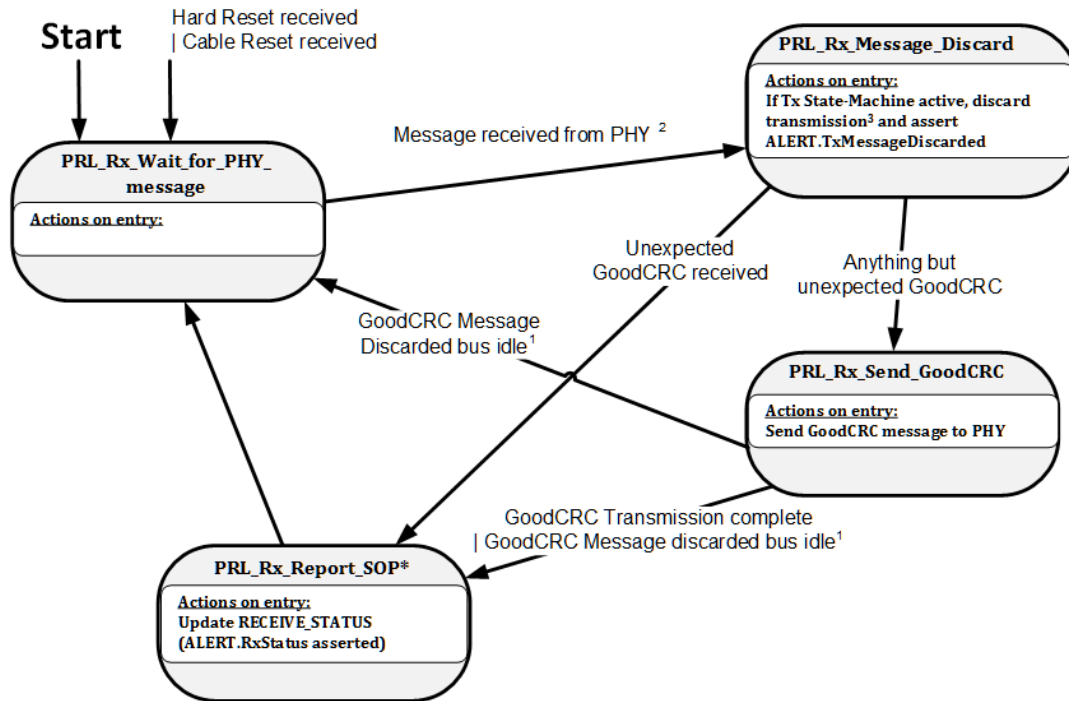 Start
Hard Reset received
| Cable Reset received
PRL_Rx_Wait_for_PHY_
message
Actions on entry:
Message received from PHY ²
PRL_Rx_Message_Discard
Actions on entry:
If Tx State-Machine active, discard
transmission³ and assert
ALERT.TxMessageDiscarded
Unexpected
GoodCRC received
Anything but
unexpected GoodCRC
GoodCRC Message
Discarded bus idle¹
PRL_Rx_Send_GoodCRC
Actions on entry:
Send GoodCRC message to PHY
GoodCRC Transmission complete
| GoodCRC Message discarded bus idle¹
PRL_Rx_Report_SOP*
Actions on entry:
Update RECEIVE_STATUS
(ALERT.RxStatus asserted)